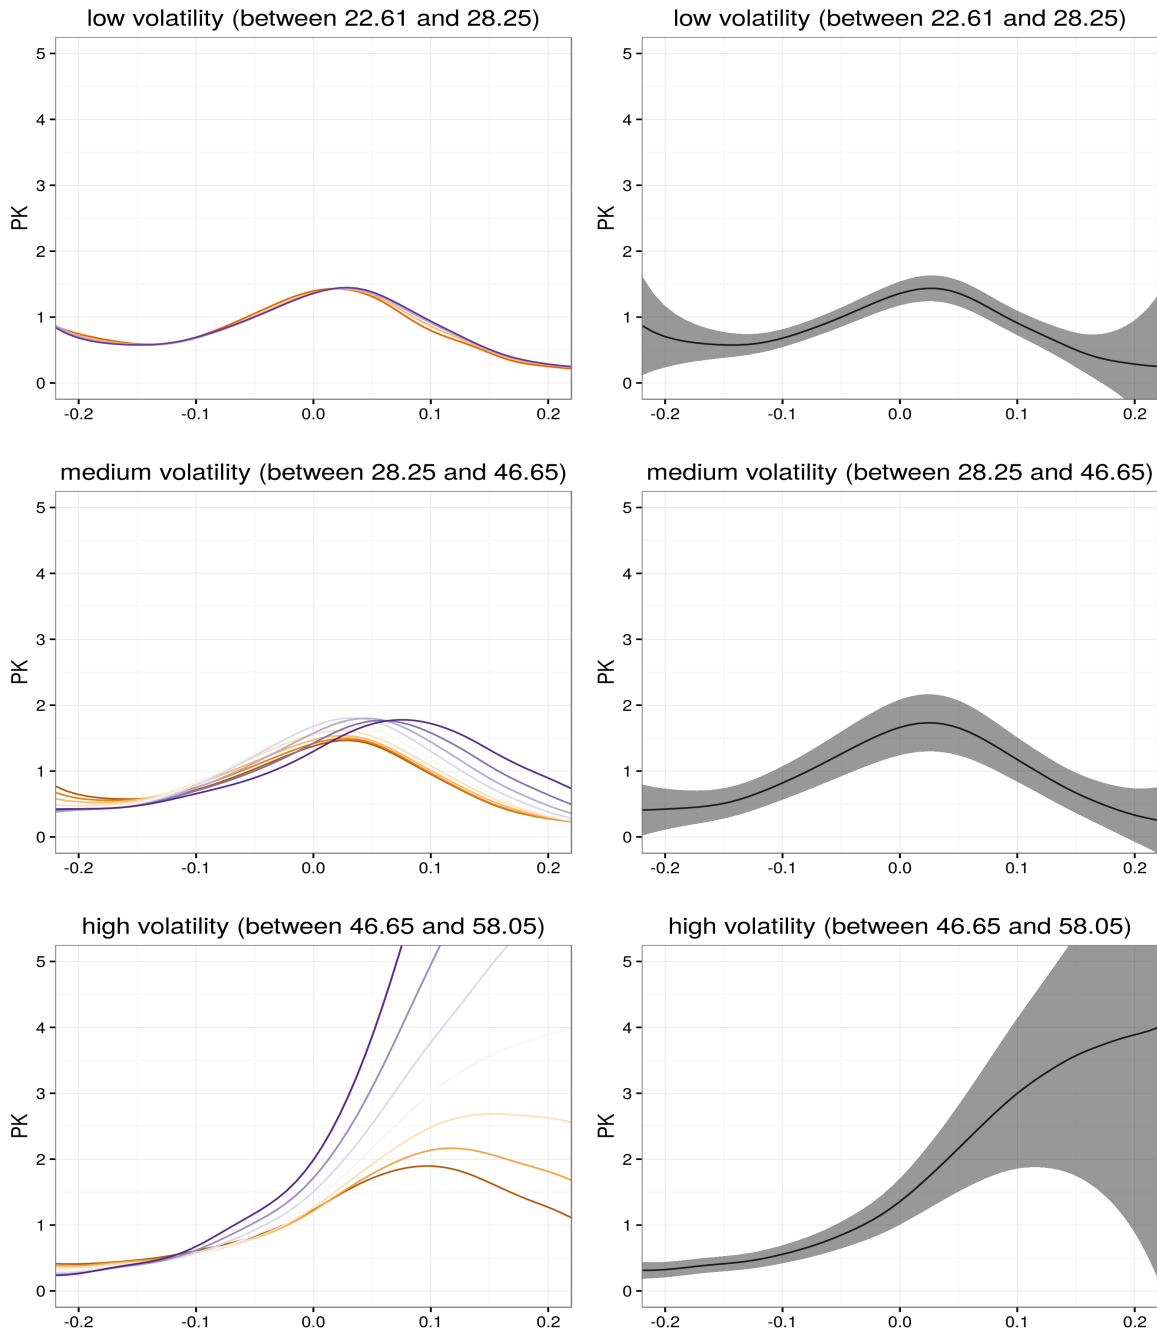 low volatility (between 22.61 and 28.25)
5
4
3
2
1
0
PK
-0.2 -0.1 0.0 0.1 0.2
low volatility (between 22.61 and 28.25)
5
4
3
2
1
0
PK
-0.2 -0.1 0.0 0.1 0.2
medium volatility (between 28.25 and 46.65)
5
4
3
2
1
0
PK
-0.2 -0.1 0.0 0.1 0.2
medium volatility (between 28.25 and 46.65)
5
4
3
2
1
0
PK
-0.2 -0.1 0.0 0.1 0.2
high volatility (between 46.65 and 58.05)
5
4
3
2
1
0
PK
-0.2 -0.1 0.0 0.1 0.2
high volatility (between 46.65 and 58.05)
5
4
3
2
1
0
PK
-0.2 -0.1 0.0 0.1 0.2